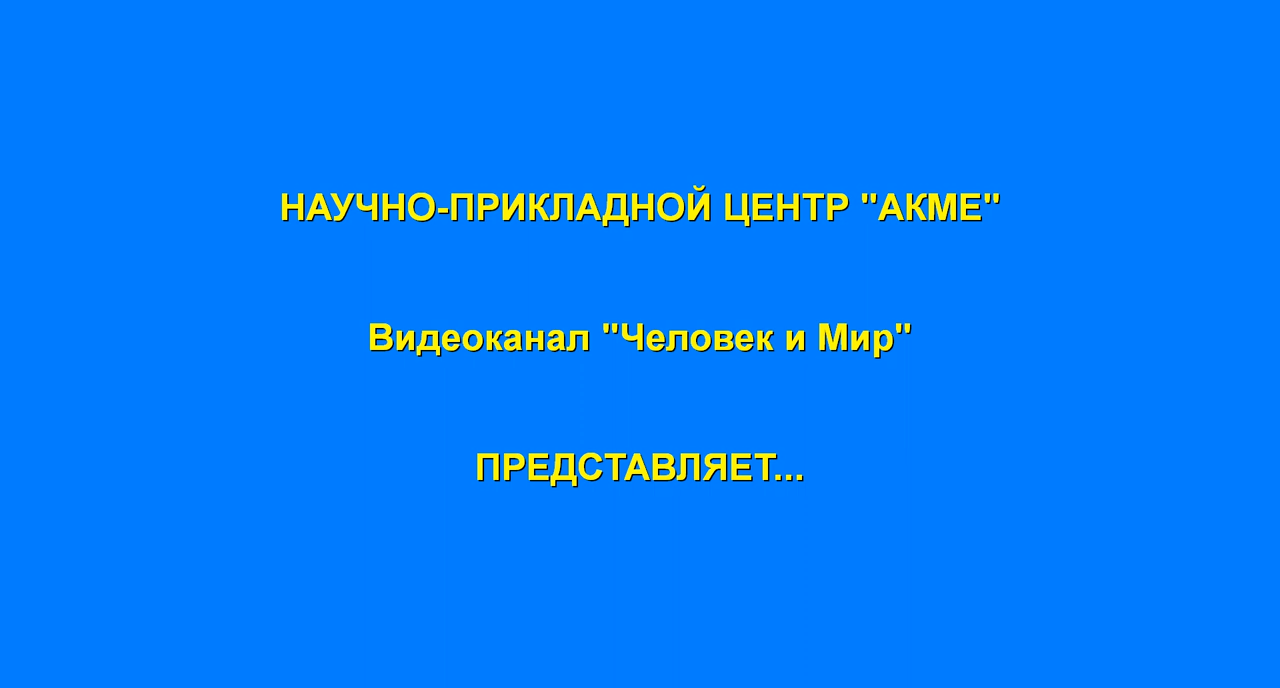 НАУЧНО-ПРИКЛАДНОЙ ЦЕНТР "АКМЕ"
Видеоканал "Человек и Мир"
ПРЕДСТАВЛЯЕТ...